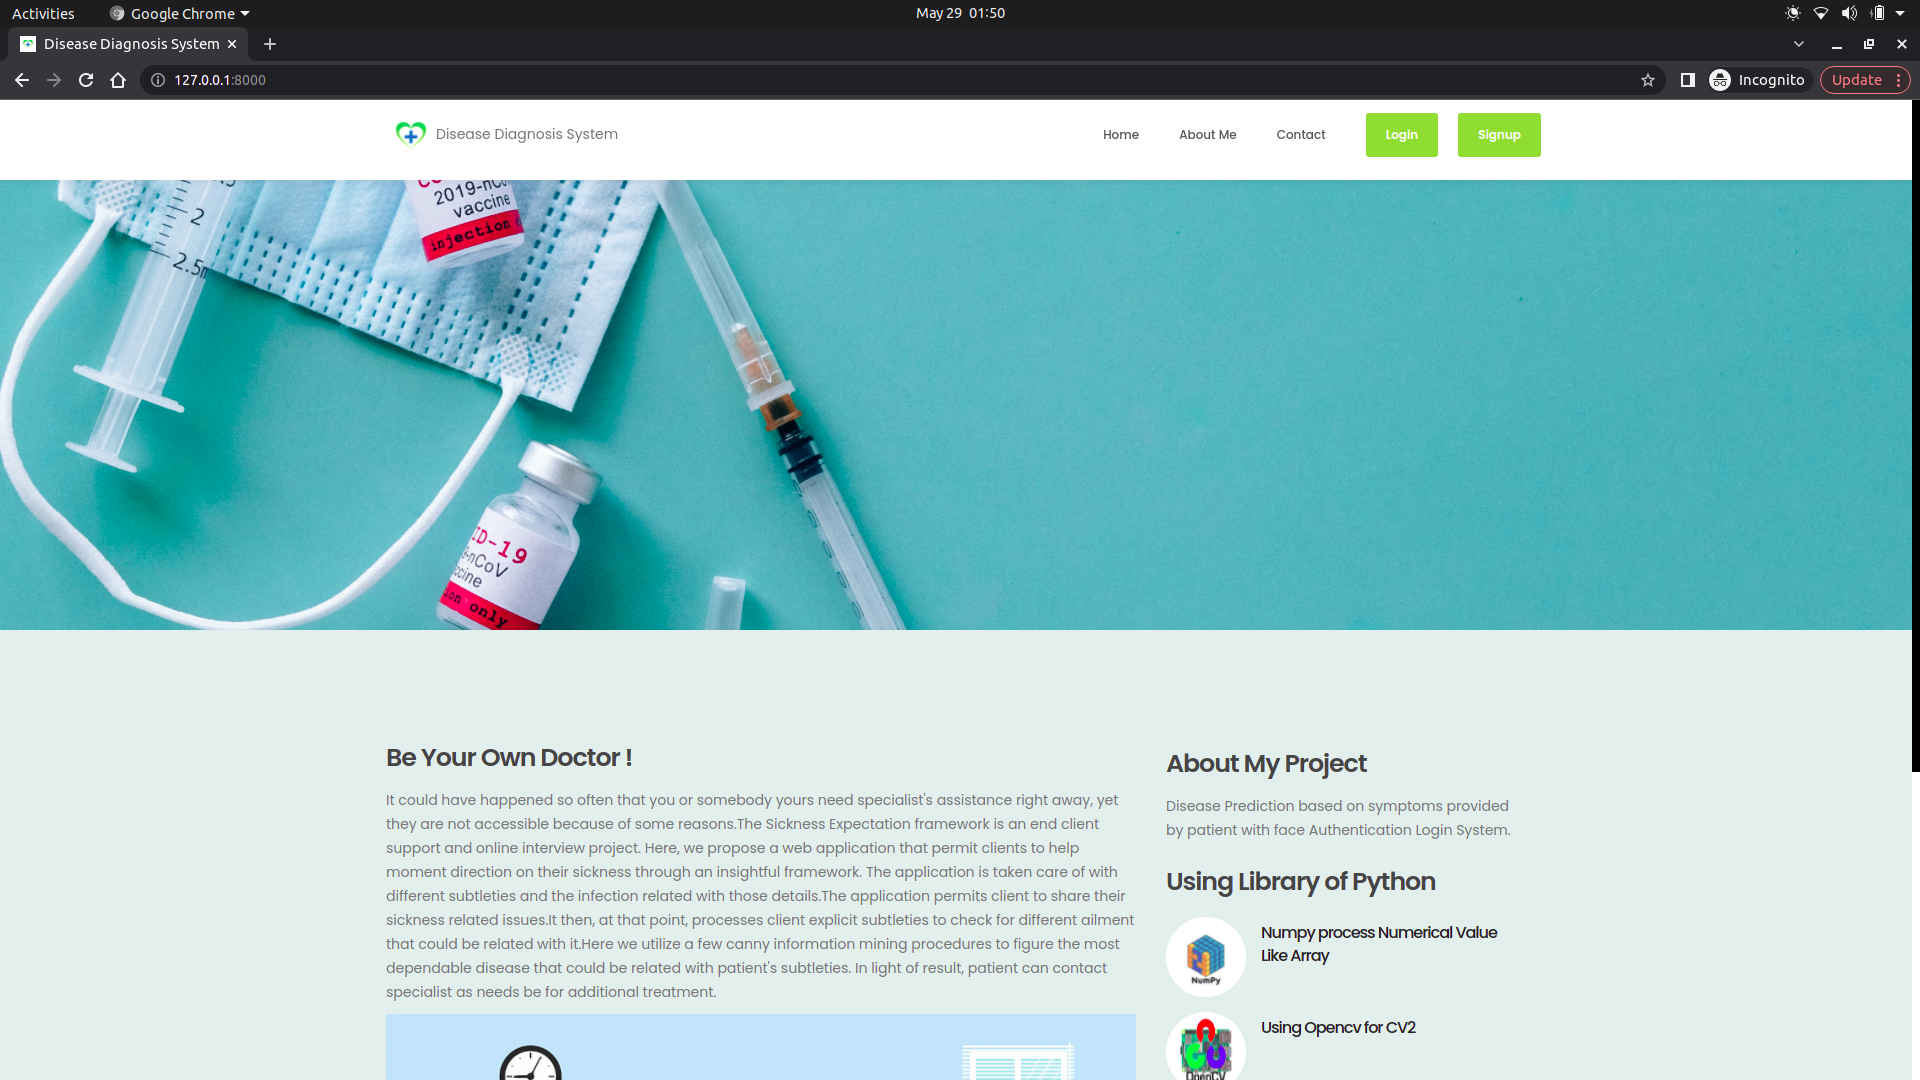 Activities
Google Chrome
May 29 01:50
Disease Diagnosis System
127.0.0.1:8000
Incognito
Update
Disease Diagnosis System
Home
About Me
Contact
Login
Signup
2
2.5m
2019-nCoV
vaccine
injection
ID-19
-nCoV
ccine
ion only
Be Your Own Doctor !
It could have happened so often that you or somebody yours need specialist's assistance right away, yet
they are not accessible because of some reasons.The Sickness Expectation framework is an end client
support and online interview project. Here, we propose a web application that permit clients to help
moment direction on their sickness through an insightful framework. The application is taken care of with
different subtleties and the infection related with those details.The application permits client to share their
sickness related issues.It then, at that point, processes client explicit subtleties to check for different ailment
that could be related with it.Here we utilize a few canny information mining procedures to figure the most
dependable disease that could be related with patient's subtleties. In light of result, patient can contact
specialist as needs be for additional treatment.
About My Project
Disease Prediction based on symptoms provided
by patient with face Authentication Login System.
Using Library of Python
NumPy
Numpy process Numerical Value
Like Array
OpenCV
Using Opencv for CV2